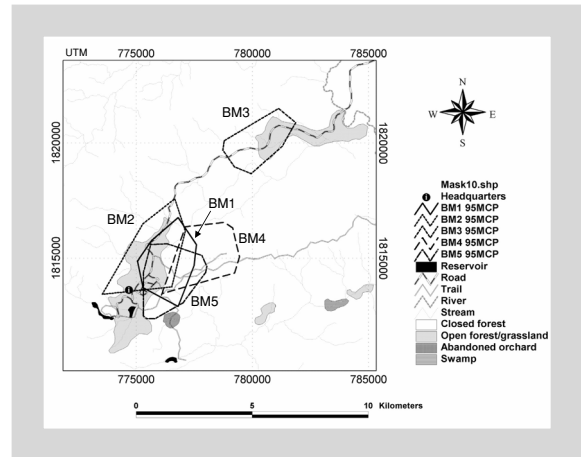 UTM
775000 780000 785000
BM3
1820000 1820000
BM2
BM1
BM4
1815000 1815000
BM5
775000 780000 785000
0 5 10 Kilometers
N
W E
S
Mask10.shp
Headquarters
BM1 95MCP
BM2 95MCP
BM3 95MCP
BM4 95MCP
BM5 95MCP
Reservoir
Road
Trail
River
Stream
Closed forest
Open forest/grassland
Abandoned orchard
Swamp